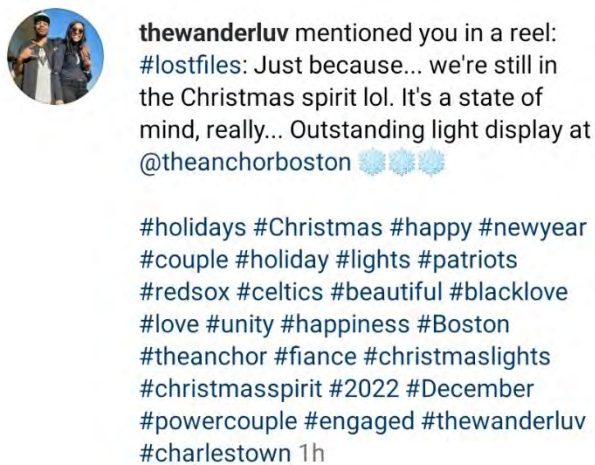 thewanderluv mentioned you in a reel:
#lostfiles: Just because... we're still in
the Christmas spirit lol. It's a state of
mind, really... Outstanding light display at
@theanchorboston ❄️❄️❄️
#holidays #Christmas #happy #newyear
#couple #holiday #lights #patriots
#redsox #celtics #beautiful #blacklove
#love #unity #happiness #Boston
#theanchor #fiance #christmaslights
#christmasspirit #2022 #December
#powercouple #engaged #thewanderluv
#charlestown 1h